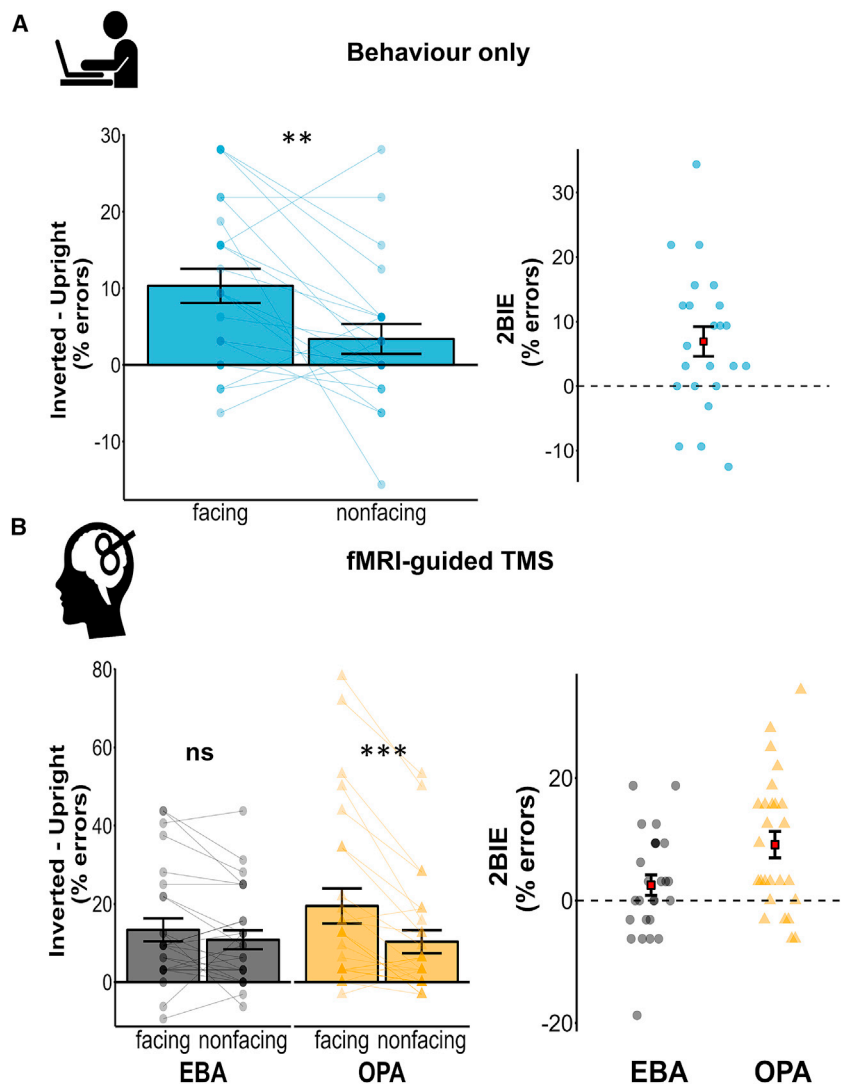 A
Behaviour only
Inverted - Upright
(% errors)
30
20
10
0
-10
**
facing
nonfacing
2BIE
(% errors)
30
20
10
0
-10
B
fMRI-guided TMS
Inverted - Upright
(% errors)
80
60
40
20
0
ns
***
facing nonfacing
facing nonfacing
EBA
OPA
2BIE
(% errors)
20
0
-20
EBA
OPA